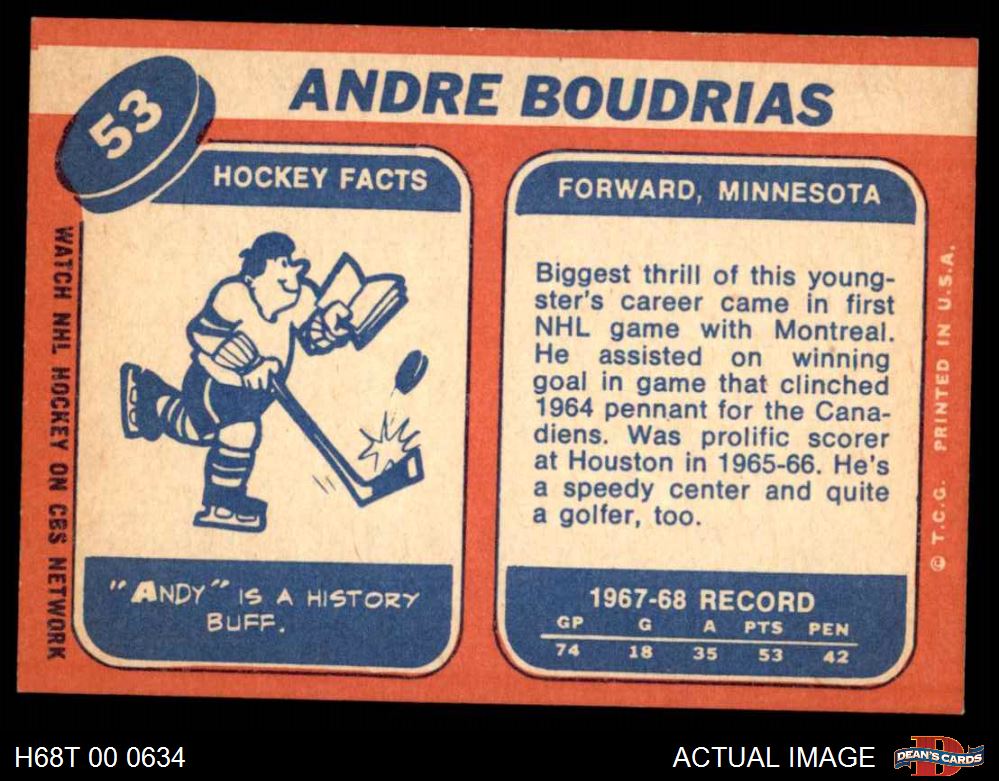 53
ANDRE BOUDRIAS
HOCKEY FACTS
"ANDY" IS A HISTORY
BUFF.
WATCH NHL HOCKEY ON CBS NETWORK
FORWARD, MINNESOTA
Biggest thrill of this young-
ster's career came in first
NHL game with Montreal.
He assisted on winning
goal in game that clinched
1964 pennant for the Cana-
diens. Was prolific scorer
at Houston in 1965-66. He's
a speedy center and quite
a golfer, too.
1967-68 RECORD
GP G A PTS PEN
74 18 35 53 42
© T.C.G. PRINTED IN U.S.A.
H68T 00 0634
ACTUAL IMAGE
D
DEAN'S CARDS